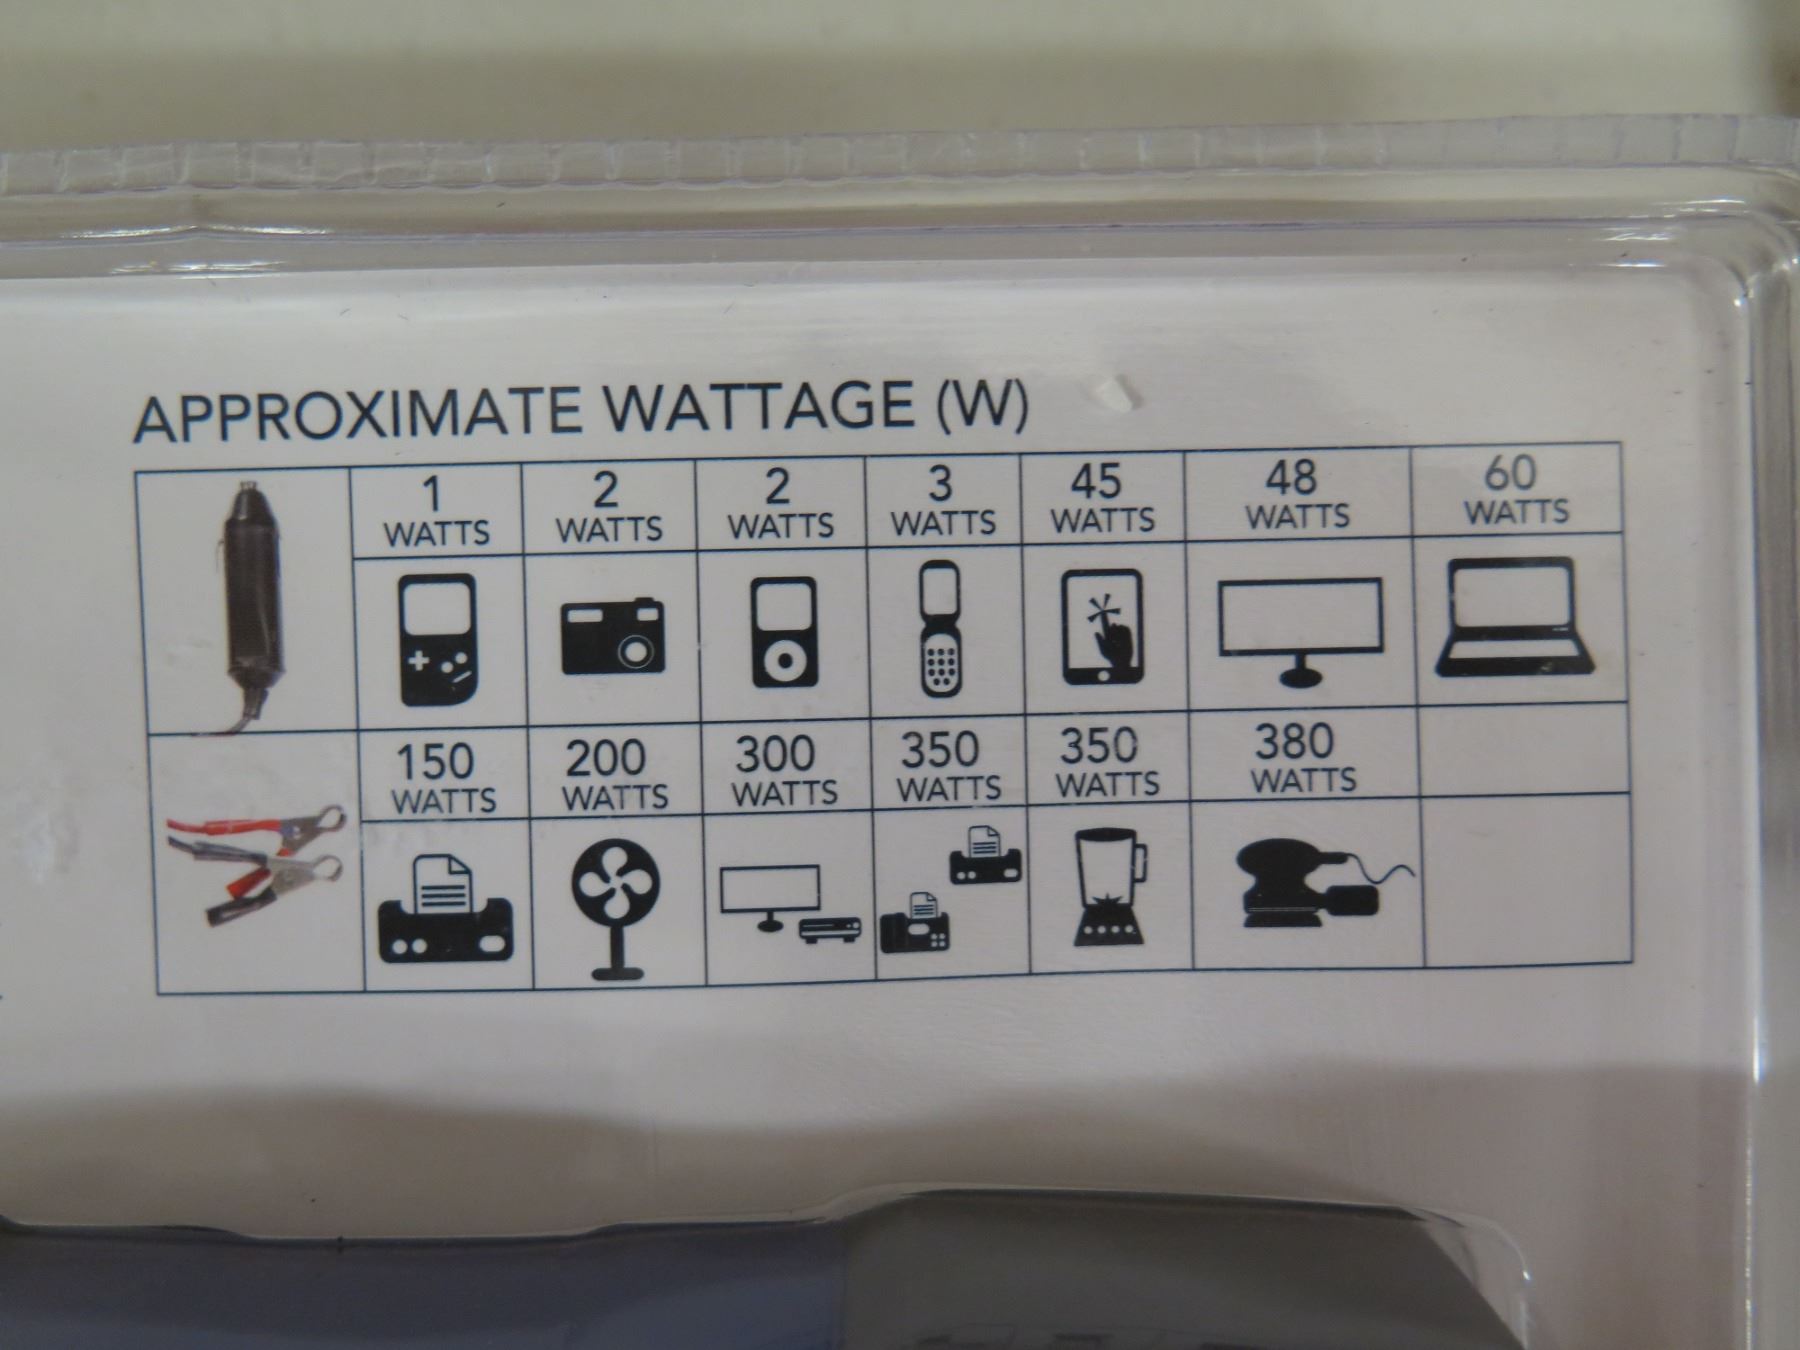 APPROXIMATE WATTAGE (W)
1 2 2 3 45 48 60
WATTS WATTS WATTS WATTS WATTS WATTS WATTS
150 200 300 350 350 380
WATTS WATTS WATTS WATTS WATTS WATTS